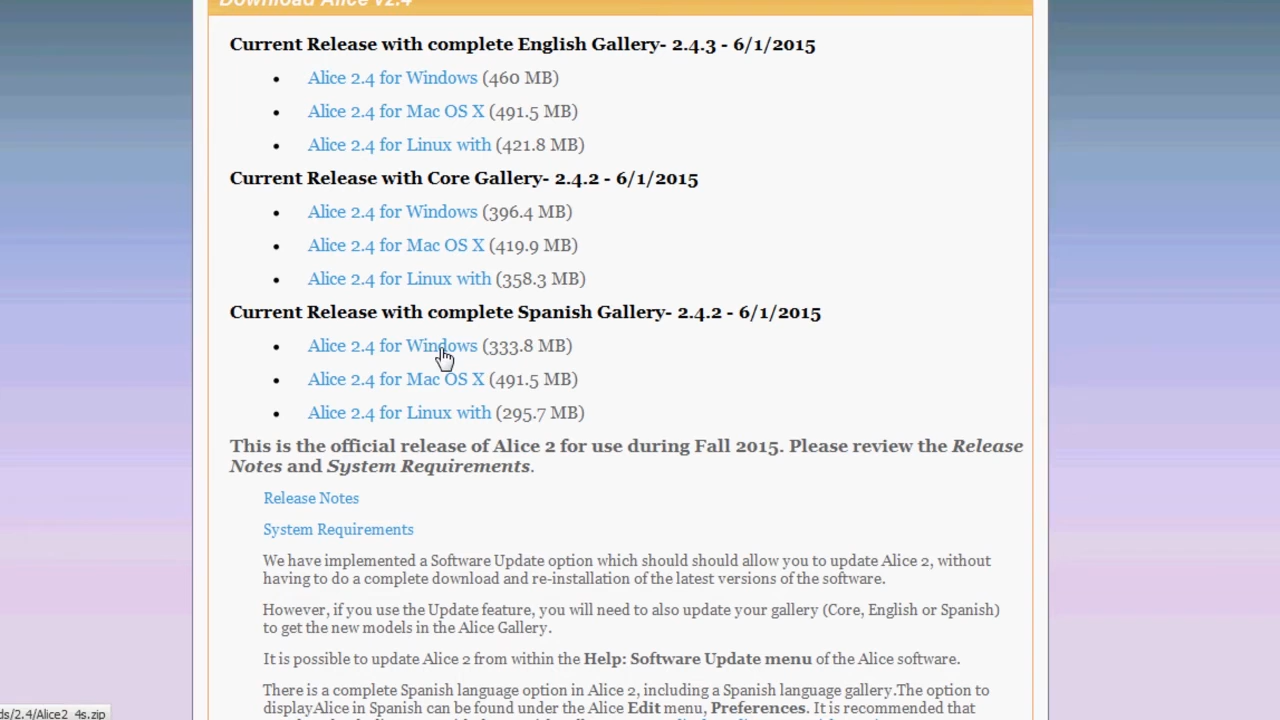 Download Alice v2.4
Current Release with complete English Gallery- 2.4.3 - 6/1/2015
• Alice 2.4 for Windows (460 MB)
• Alice 2.4 for Mac OS X (491.5 MB)
• Alice 2.4 for Linux with (421.8 MB)
Current Release with Core Gallery- 2.4.2 - 6/1/2015
• Alice 2.4 for Windows (396.4 MB)
• Alice 2.4 for Mac OS X (419.9 MB)
• Alice 2.4 for Linux with (358.3 MB)
Current Release with complete Spanish Gallery- 2.4.2 - 6/1/2015
• Alice 2.4 for Windows (333.8 MB)
• Alice 2.4 for Mac OS X (491.5 MB)
• Alice 2.4 for Linux with (295.7 MB)
This is the official release of Alice 2 for use during Fall 2015. Please review the Release
Notes and System Requirements.
Release Notes
System Requirements
We have implemented a Software Update option which should should allow you to update Alice 2, without
having to do a complete download and re-installation of the latest versions of the software.
However, if you use the Update feature, you will need to also update your gallery (Core, English or Spanish)
to get the new models in the Alice Gallery.
It is possible to update Alice 2 from within the Help: Software Update menu of the Alice software.
There is a complete Spanish language option in Alice 2, including a Spanish language gallery.The option to
displayAlice in Spanish can be found under the Alice Edit menu, Preferences. It is recommended that
ds/2.4/Alice2_4s.zip